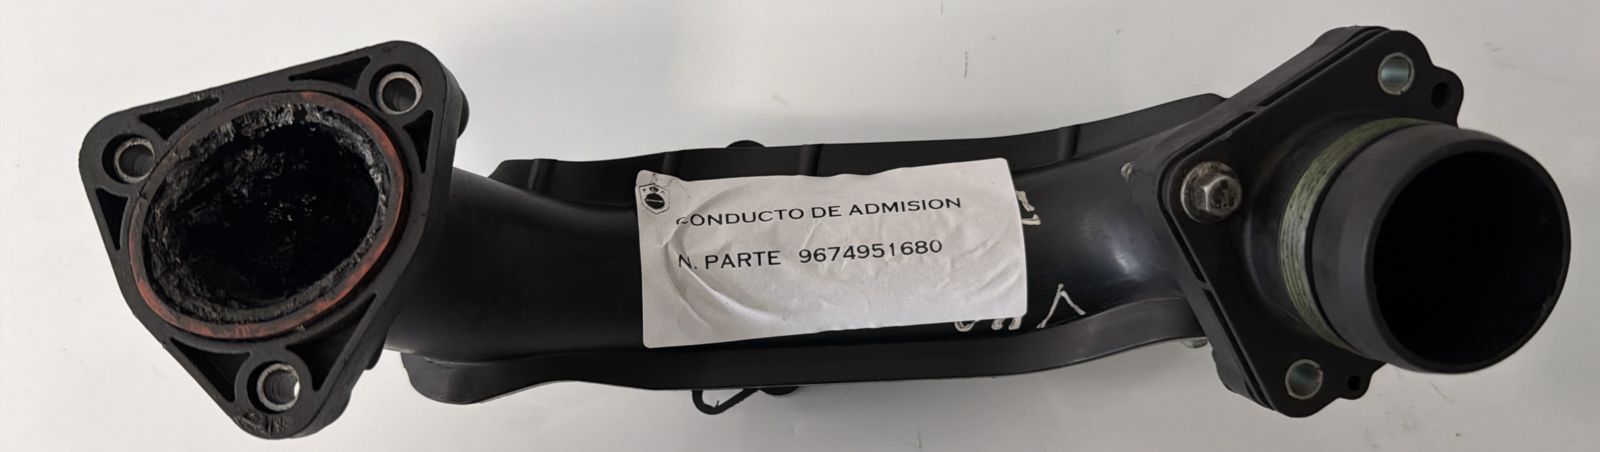 CONDUCTO DE ADMISION
N. PARTE 9674951680